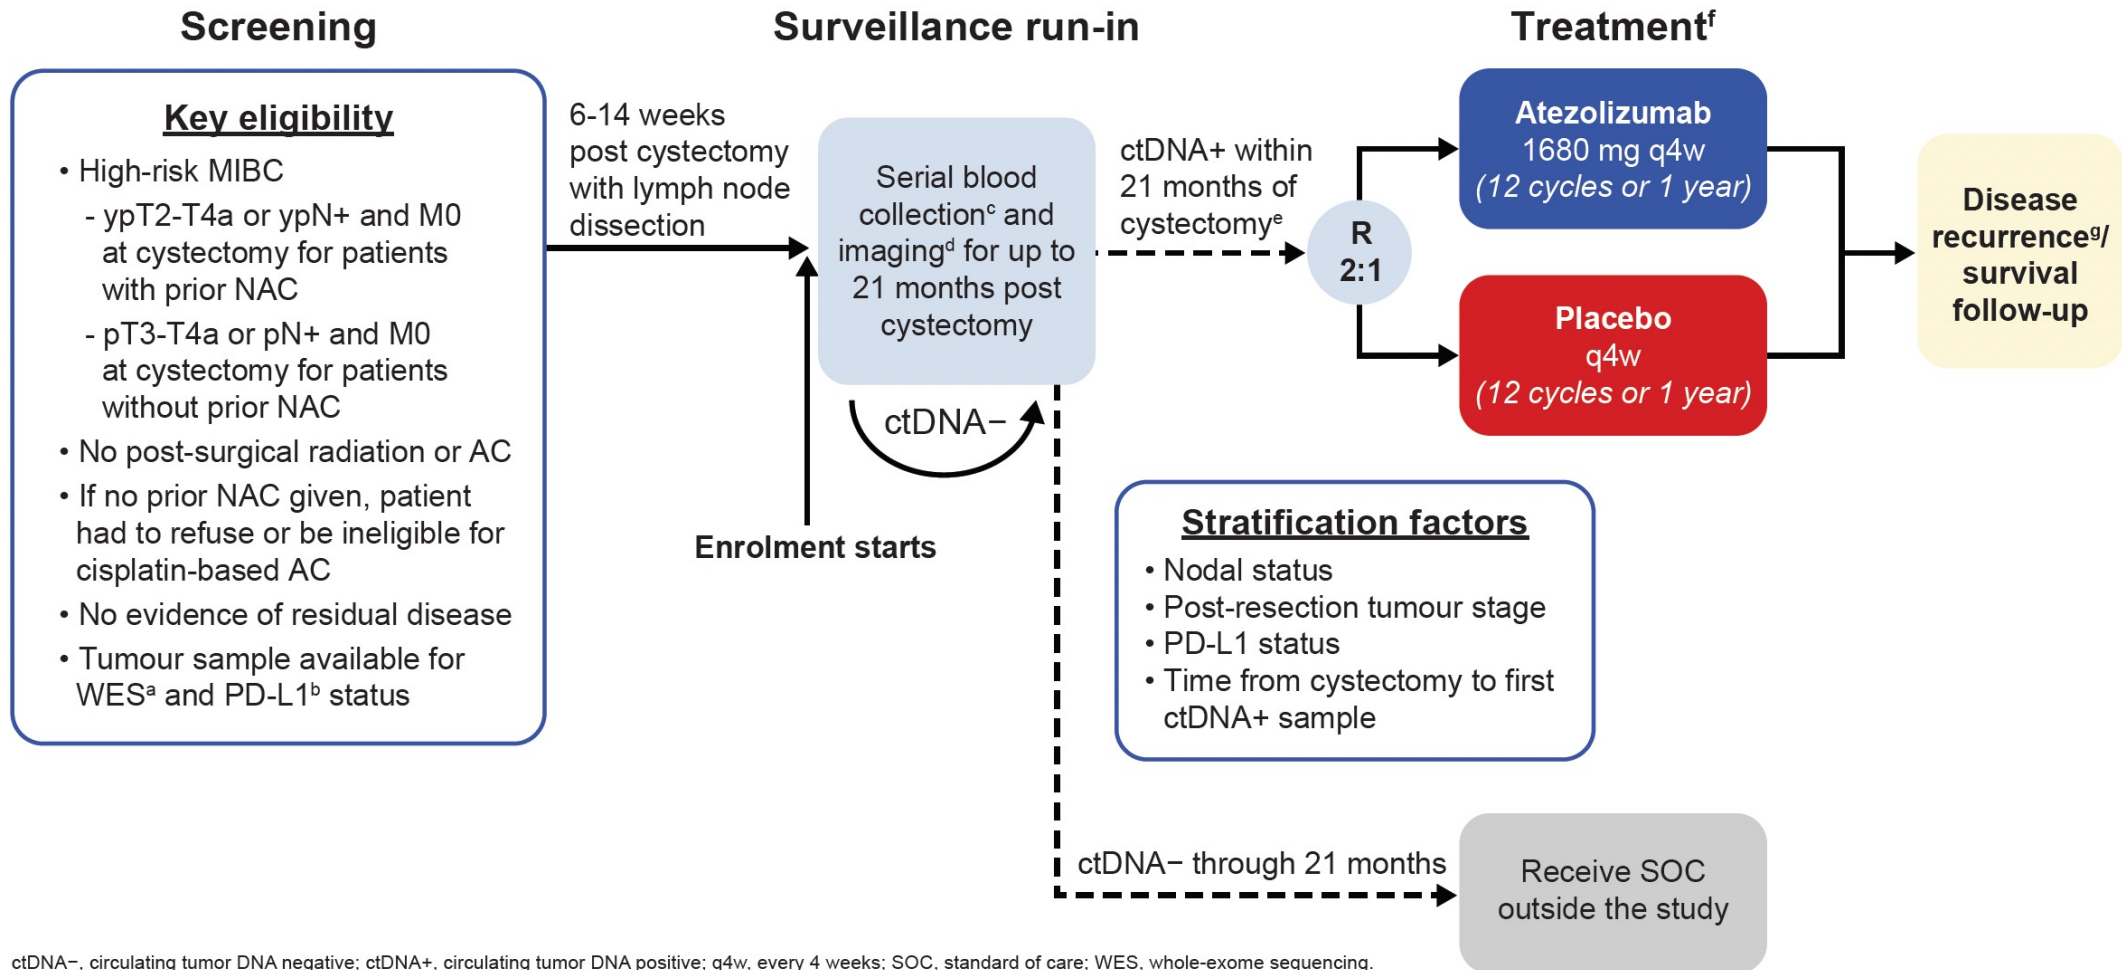 Screening
Surveillance run-in
Treatmentᶠ
Key eligibility
• High-risk MIBC
- ypT2-T4a or ypN+ and M0
at cystectomy for patients
with prior NAC
- pT3-T4a or pN+ and M0
at cystectomy for patients
without prior NAC
• No post-surgical radiation or AC
• If no prior NAC given, patient
had to refuse or be ineligible for
cisplatin-based AC
• No evidence of residual disease
• Tumour sample available for
WESᵃ and PD-L1ᵇ status
6-14 weeks
post cystectomy
with lymph node
dissection
Enrolment starts
Serial blood
collectionᶜ and
imagingᵈ for up to
21 months post
cystectomy
ctDNA−
ctDNA+ within
21 months of
cystectomyᵉ
R
2:1
Atezolizumab
1680 mg q4w
(12 cycles or 1 year)
Placebo
q4w
(12 cycles or 1 year)
Disease
recurrenceᵍ/
survival
follow-up
Stratification factors
• Nodal status
• Post-resection tumour stage
• PD-L1 status
• Time from cystectomy to first
ctDNA+ sample
ctDNA− through 21 months
Receive SOC
outside the study
ctDNA−, circulating tumor DNA negative; ctDNA+, circulating tumor DNA positive; q4w, every 4 weeks; SOC, standard of care; WES, whole-exome sequencing.